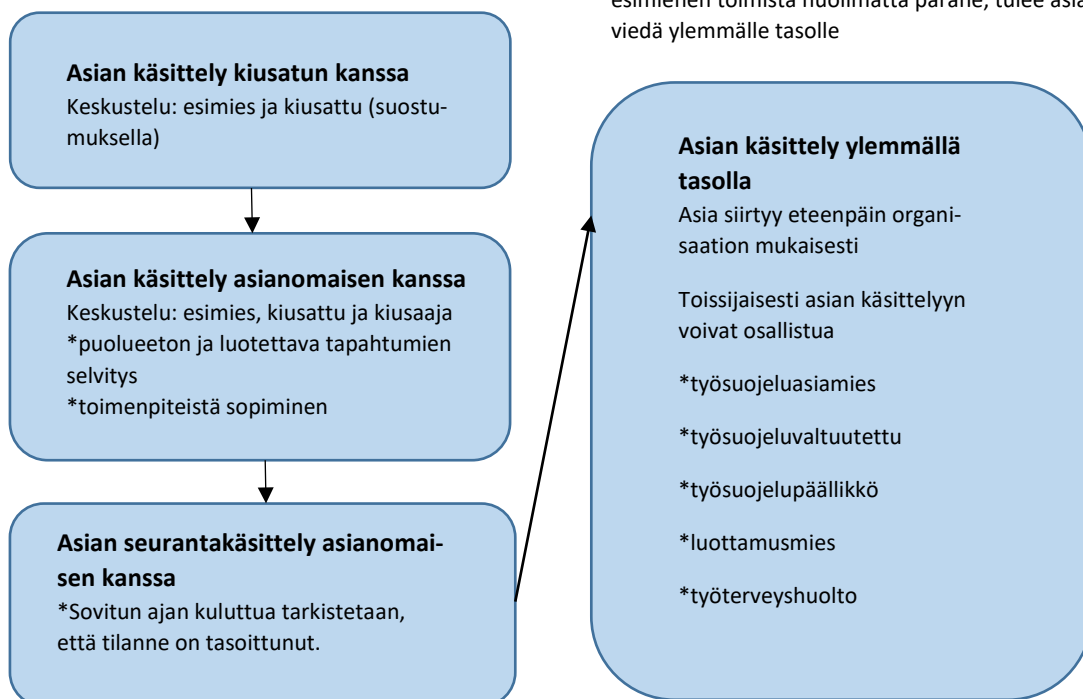 esimiehen toimista huolimatta parane, tulee asia
viedä ylemmälle tasolle
Asian käsittely kiusatun kanssa
Keskustelu: esimies ja kiusattu (suostu-
muksella)
Asian käsittely asianomaisen kanssa
Keskustelu: esimies, kiusattu ja kiusaaja
*puolueeton ja luotettava tapahtumien
selvitys
*toimenpiteistä sopiminen
Asian seurantakäsittely asianomai-
sen kanssa
*Sovitun ajan kuluttua tarkistetaan,
että tilanne on tasoittunut.
Asian käsittely ylemmällä
tasolla
Asia siirtyy eteenpäin organi-
saation mukaisesti
Toissijaisesti asian käsittelyyn
voivat osallistua
*työsuojeluasiamies
*työsuojeluvaltuutettu
*työsuojelupäällikkö
*luottamusmies
*työterveyshuolto